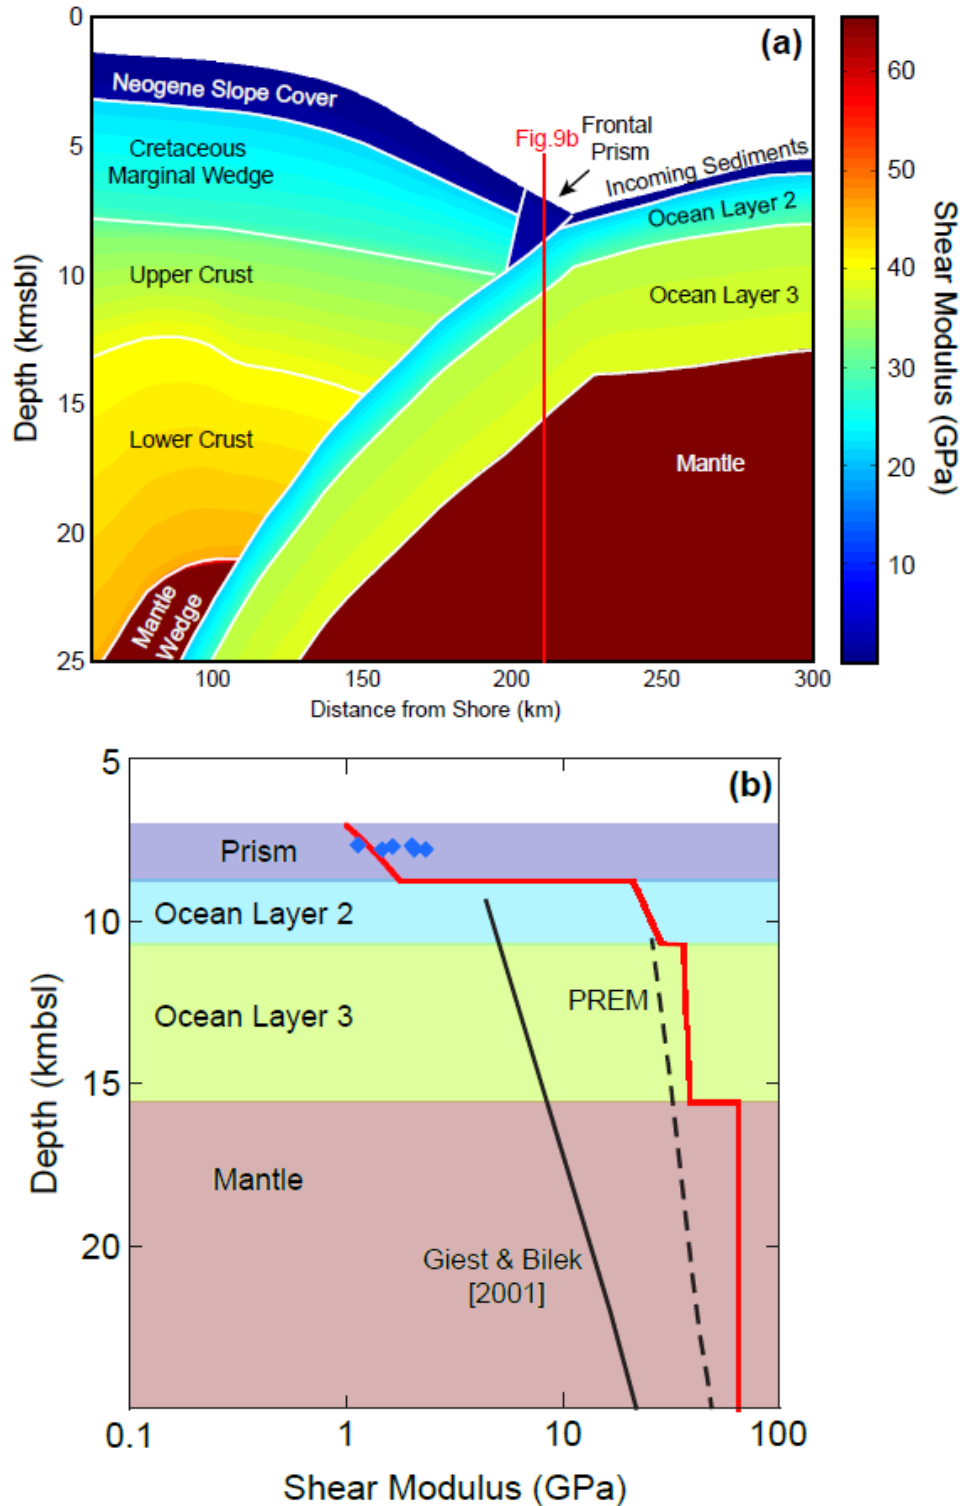 (a)
0
5
10
15
20
25
Depth (kmsbl)
Neogene Slope Cover
Cretaceous
Marginal Wedge
Upper Crust
Lower Crust
Mantle
Wedge
Fig.9b
Frontal
Prism
Incoming Sediments
Ocean Layer 2
Ocean Layer 3
Mantle
100
150
200
250
300
Distance from Shore (km)
60
50
40
30
20
10
Shear Modulus (GPa)
(b)
5
10
15
20
Depth (kmbsl)
Prism
Ocean Layer 2
Ocean Layer 3
PREM
Mantle
Giest & Bilek
[2001]
0.1
1
10
100
Shear Modulus (GPa)